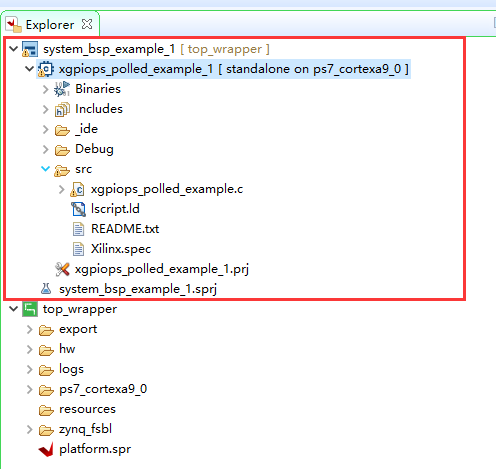 Explorer
system_bsp_example_1 [ top_wrapper ]
xgpiops_polled_example_1 [ standalone on ps7_cortexa9_0 ]
Binaries
Includes
_ide
Debug
src
xgpiops_polled_example.c
lscript.ld
README.txt
Xilinx.spec
xgpiops_polled_example_1.prj
system_bsp_example_1.sprj
top_wrapper
export
hw
logs
ps7_cortexa9_0
resources
zynq_fsbl
platform.spr